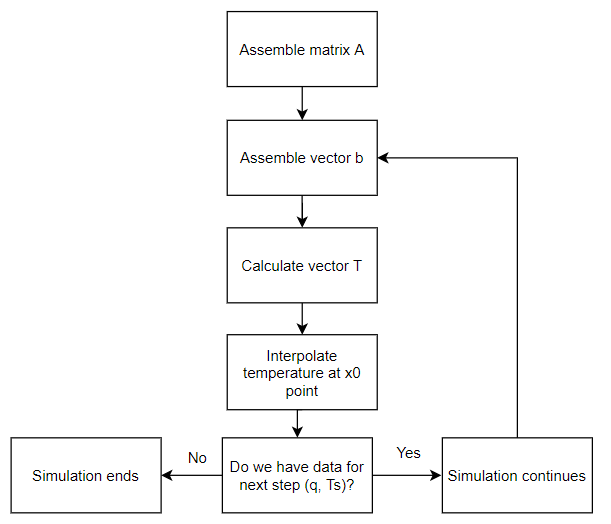 Assemble matrix A
Assemble vector b
Calculate vector T
Interpolate
temperature at x0
point
No
Yes
Simulation ends
Do we have data for
next step (q, Ts)?
Simulation continues